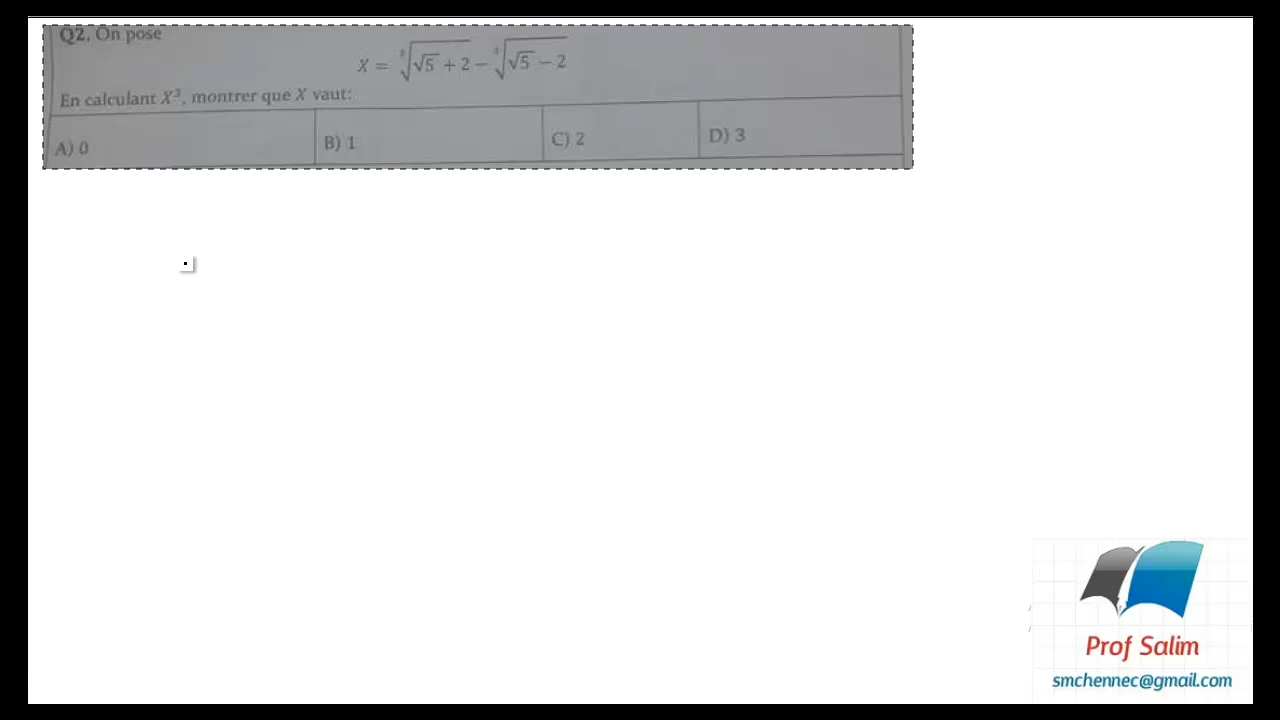 Q2. On pose
X = ∛(√5 + 2) − ∛(√5 − 2)
En calculant X³, montrer que X vaut:
A) 0 B) 1 C) 2 D) 3
Prof Salim
smchennec@gmail.com